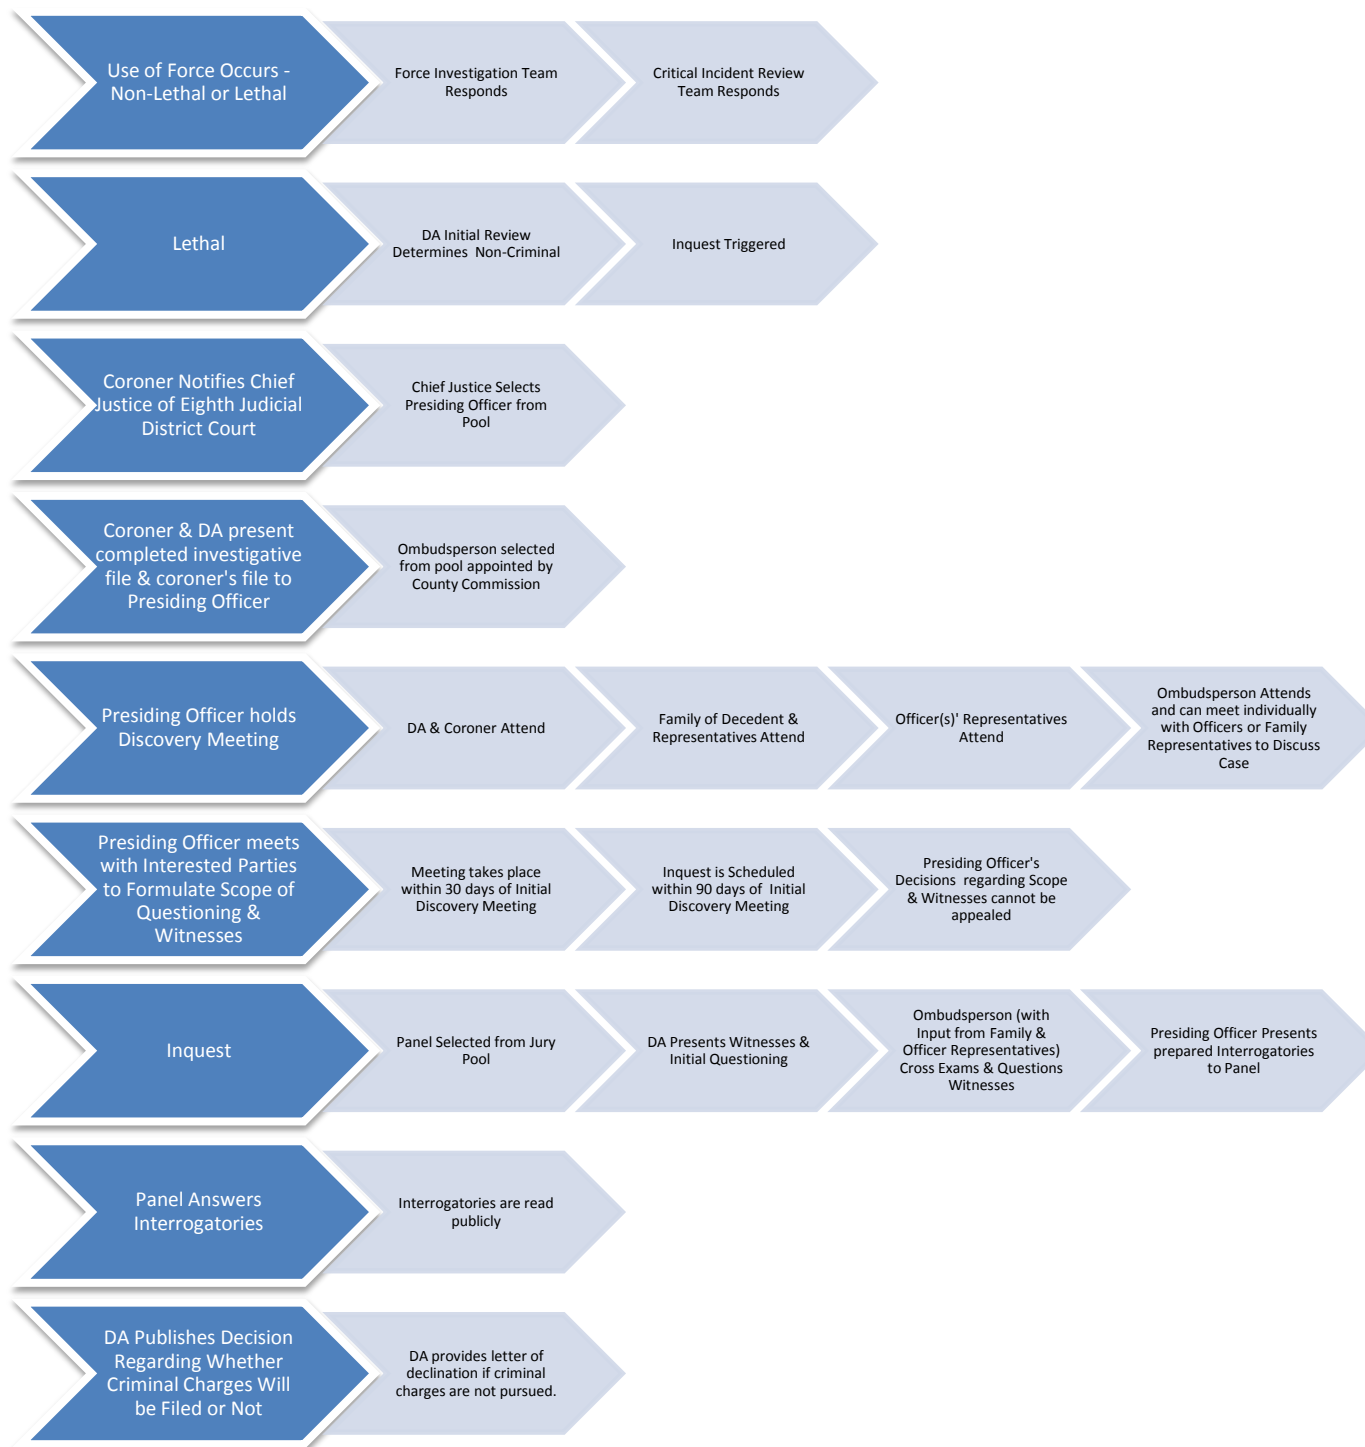 Use of Force Occurs -
Non-Lethal or Lethal
Force Investigation Team
Responds
Critical Incident Review
Team Responds
Lethal
DA Initial Review
Determines  Non-Criminal
Inquest Triggered
Coroner Notifies Chief
Justice of Eighth Judicial
District Court
Chief Justice Selects
Presiding Officer from
Pool
Coroner & DA present
completed investigative
file & coroner's file to
Presiding Officer
Ombudsperson selected
from pool appointed by
County Commission
Presiding Officer holds
Discovery Meeting
DA & Coroner Attend
Family of Decedent &
Representatives Attend
Officer(s)' Representatives
Attend
Ombudsperson Attends
and can meet individually
with Officers or Family
Representatives to Discuss
Case
Presiding Officer meets
with Interested Parties
to Formulate Scope of
Questioning &
Witnesses
Meeting takes place
within 30 days of Initial
Discovery Meeting
Inquest is Scheduled
within 90 days of  Initial
Discovery Meeting
Presiding Officer's
Decisions  regarding Scope
& Witnesses cannot be
appealed
Inquest
Panel Selected from Jury
Pool
DA Presents Witnesses &
Initial Questioning
Ombudsperson (with
Input from Family &
Officer Representatives)
Cross Exams & Questions
Witnesses
Presiding Officer Presents
prepared Interrogatories
to Panel
Panel Answers
Interrogatories
Interrogatories are read
publicly
DA Publishes Decision
Regarding Whether
Criminal Charges Will
be Filed or Not
DA provides letter of
declination if criminal
charges are not pursued.